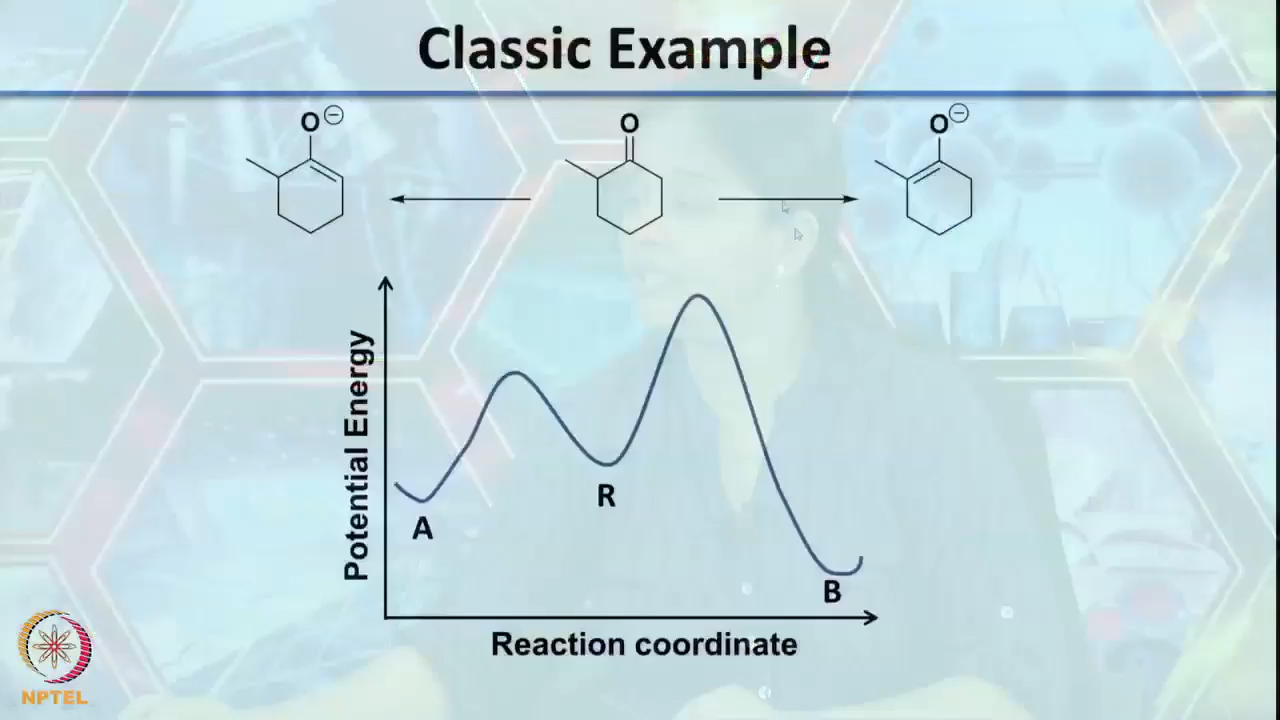 Classic Example
O ⊖
O
O ⊖
Potential Energy
A
R
B
Reaction coordinate
NPTEL